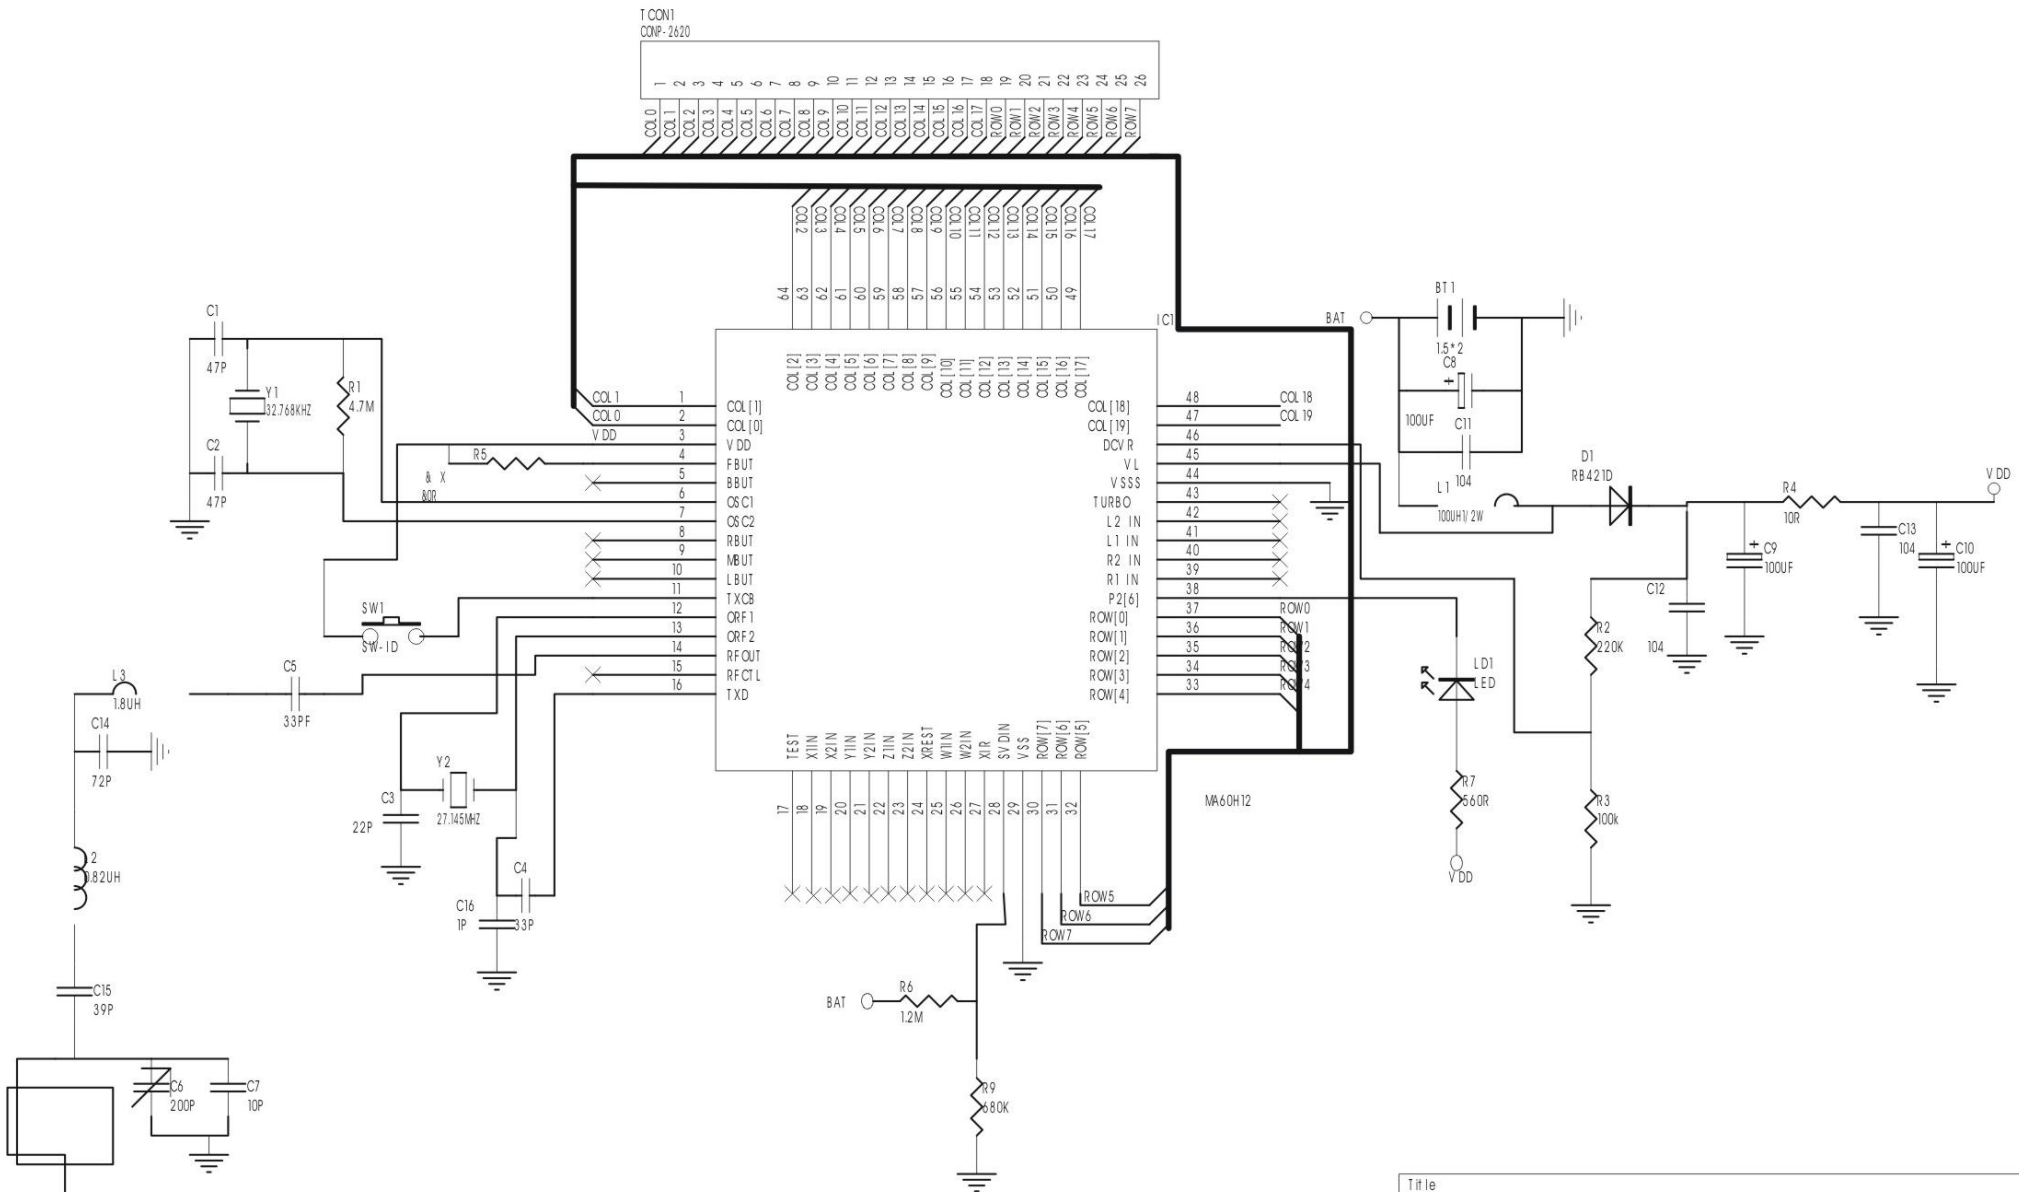 T CON1
CONP-2620
1 2 3 4 5 6 7 8 9 10 11 12 13 14 15 16 17 18 19 20 21 22 23 24 25 26
COL0 COL1 COL2 COL3 COL4 COL5 COL6 COL7 COL8 COL9 COL10 COL11 COL12 COL13 COL14 COL15 COL16 COL17 ROW0 ROW1 ROW2 ROW3 ROW4 ROW5 ROW6 ROW7
COL2 COL3 COL4 COL5 COL6 COL7 COL8 COL9 COL10 COL11 COL12 COL13 COL14 COL15 COL16 COL17
64 63 62 61 60 59 58 57 56 55 54 53 52 51 50 49
IC1
COL[2] COL[3] COL[4] COL[5] COL[6] COL[7] COL[8] COL[9] COL[10] COL[11] COL[12] COL[13] COL[14] COL[15] COL[16] COL[17]
C1
47P
Y1
32.768KHZ
R1
4.7M
C2
47P
COL1 1 COL[1]
COL0 2 COL[0]
VDD 3 VDD
R5 4 FBUT
& X
&0R
5 BBUT
6 OSC1
7 OSC2
8 RBUT
9 MBUT
10 LBUT
11 TXCB
12 ORF1
13 ORF2
14 RFOUT
15 RFCTL
16 TXD
SW1
SW-ID
COL[18] 48 COL18
COL[19] 47 COL19
DCVR 46
VL 45
VSSS 44
TURBO 43
L2 IN 42
L1 IN 41
R2 IN 40
R1 IN 39
P2[6] 38
ROW[0] 37 ROW0
ROW[1] 36 ROW1
ROW[2] 35 ROW2
ROW[3] 34 ROW3
ROW[4] 33 ROW4
TEST X1IN X2IN Y1IN Y2IN Z1IN Z2IN XREST W1IN W2IN XIR SVDIN VSS ROW[7] ROW[6] ROW[5]
17 18 19 20 21 22 23 24 25 26 27 28 29 30 31 32
MA60H12
ROW5
ROW6
ROW7
BAT
BT1
1.5*2
C8
+
100UF
C11
104
L1
100UH1/2W
D1
RB421D
R4
10R
VDD
C9
+
100UF
C13
104
C10
+
100UF
C12
104
R2
220K
R3
100k
LD1
LED
R7
560R
VDD
L3
1.8UH
C5
33PF
C14
72P
Y2
27.145MHZ
C3
22P
C4
33P
C16
1P
L2
0.82UH
C15
39P
C6
200P
C7
10P
BAT
R6
1.2M
R9
680K
Title